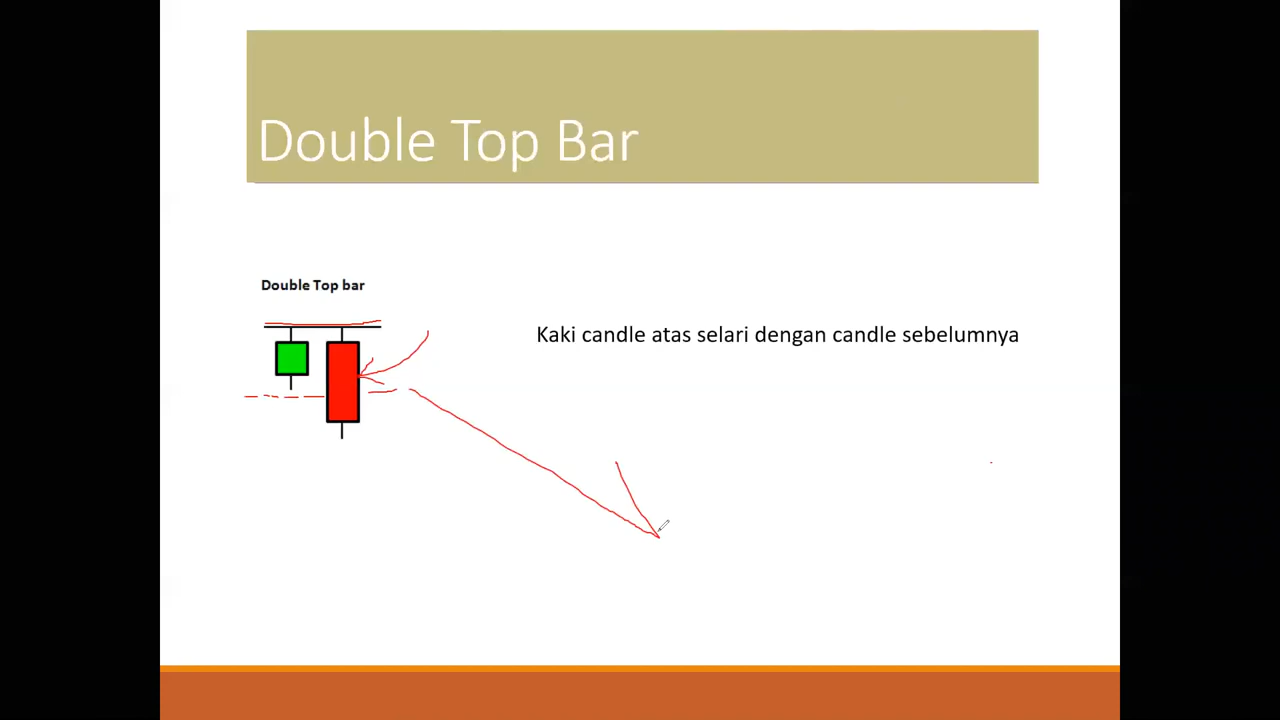 Double Top Bar
Double Top bar
Kaki candle atas selari dengan candle sebelumnya